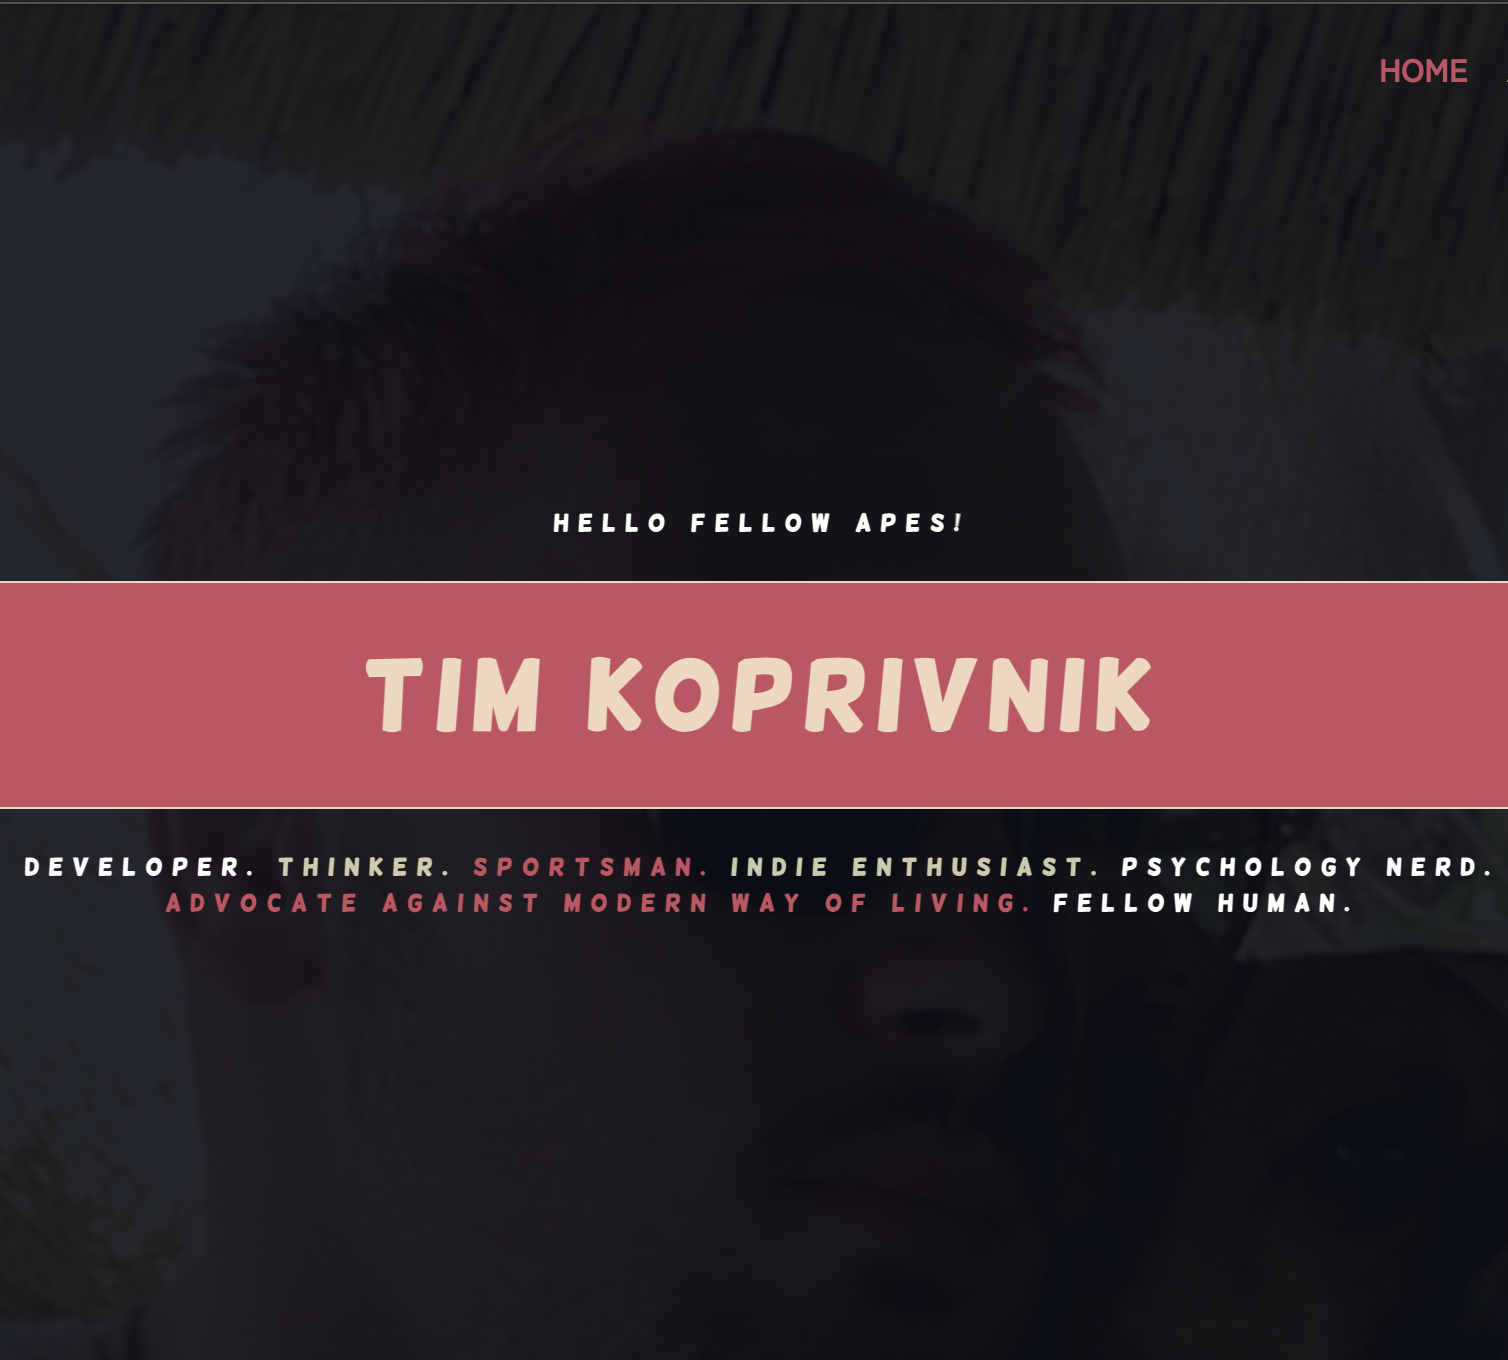 HOME
HELLO FELLOW APES!
TIM KOPRIVNIK
DEVELOPER. THINKER. SPORTSMAN. INDIE ENTHUSIAST. PSYCHOLOGY NERD.
ADVOCATE AGAINST MODERN WAY OF LIVING. FELLOW HUMAN.